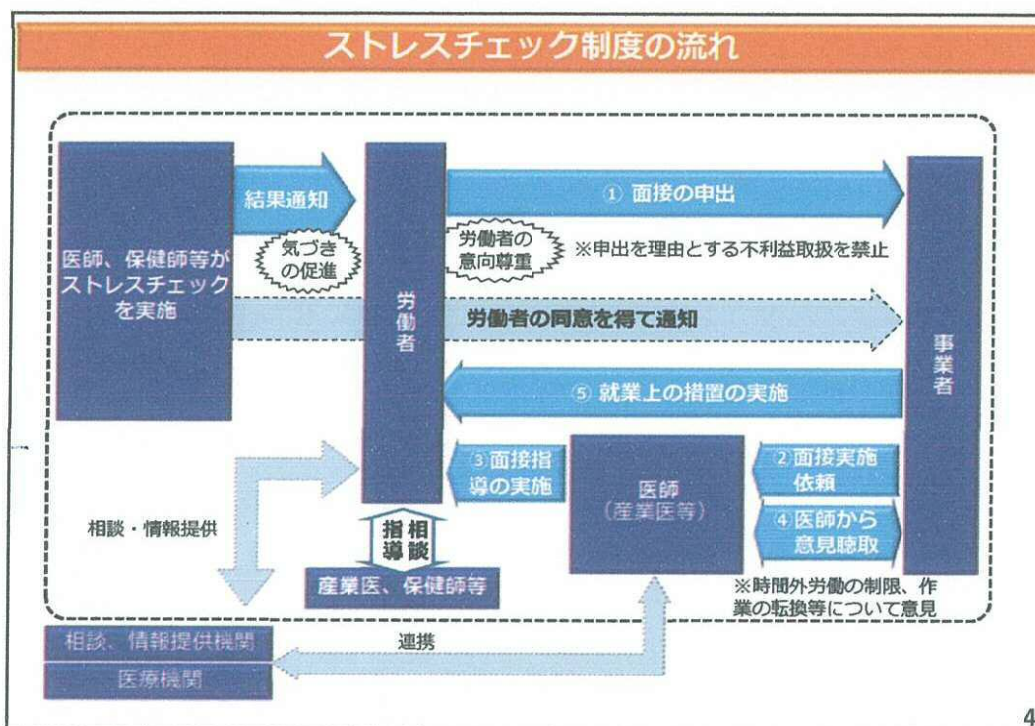 ストレスチェック制度の流れ
医師、保健師等が
ストレスチェック
を実施
結果通知
気づき
の促進
労働者
① 面接の申出
労働者の
意向尊重
※申出を理由とする不利益取扱を禁止
労働者の同意を得て通知
事業者
⑤ 就業上の措置の実施
③面接指
導の実施
医師
（産業医等）
②面接実施
依頼
④医師から
意見聴取
※時間外労働の制限、作
業の転換等について意見
相談・情報提供
相談
指導
産業医、保健師等
相談、情報提供機関
医療機関
連携
4